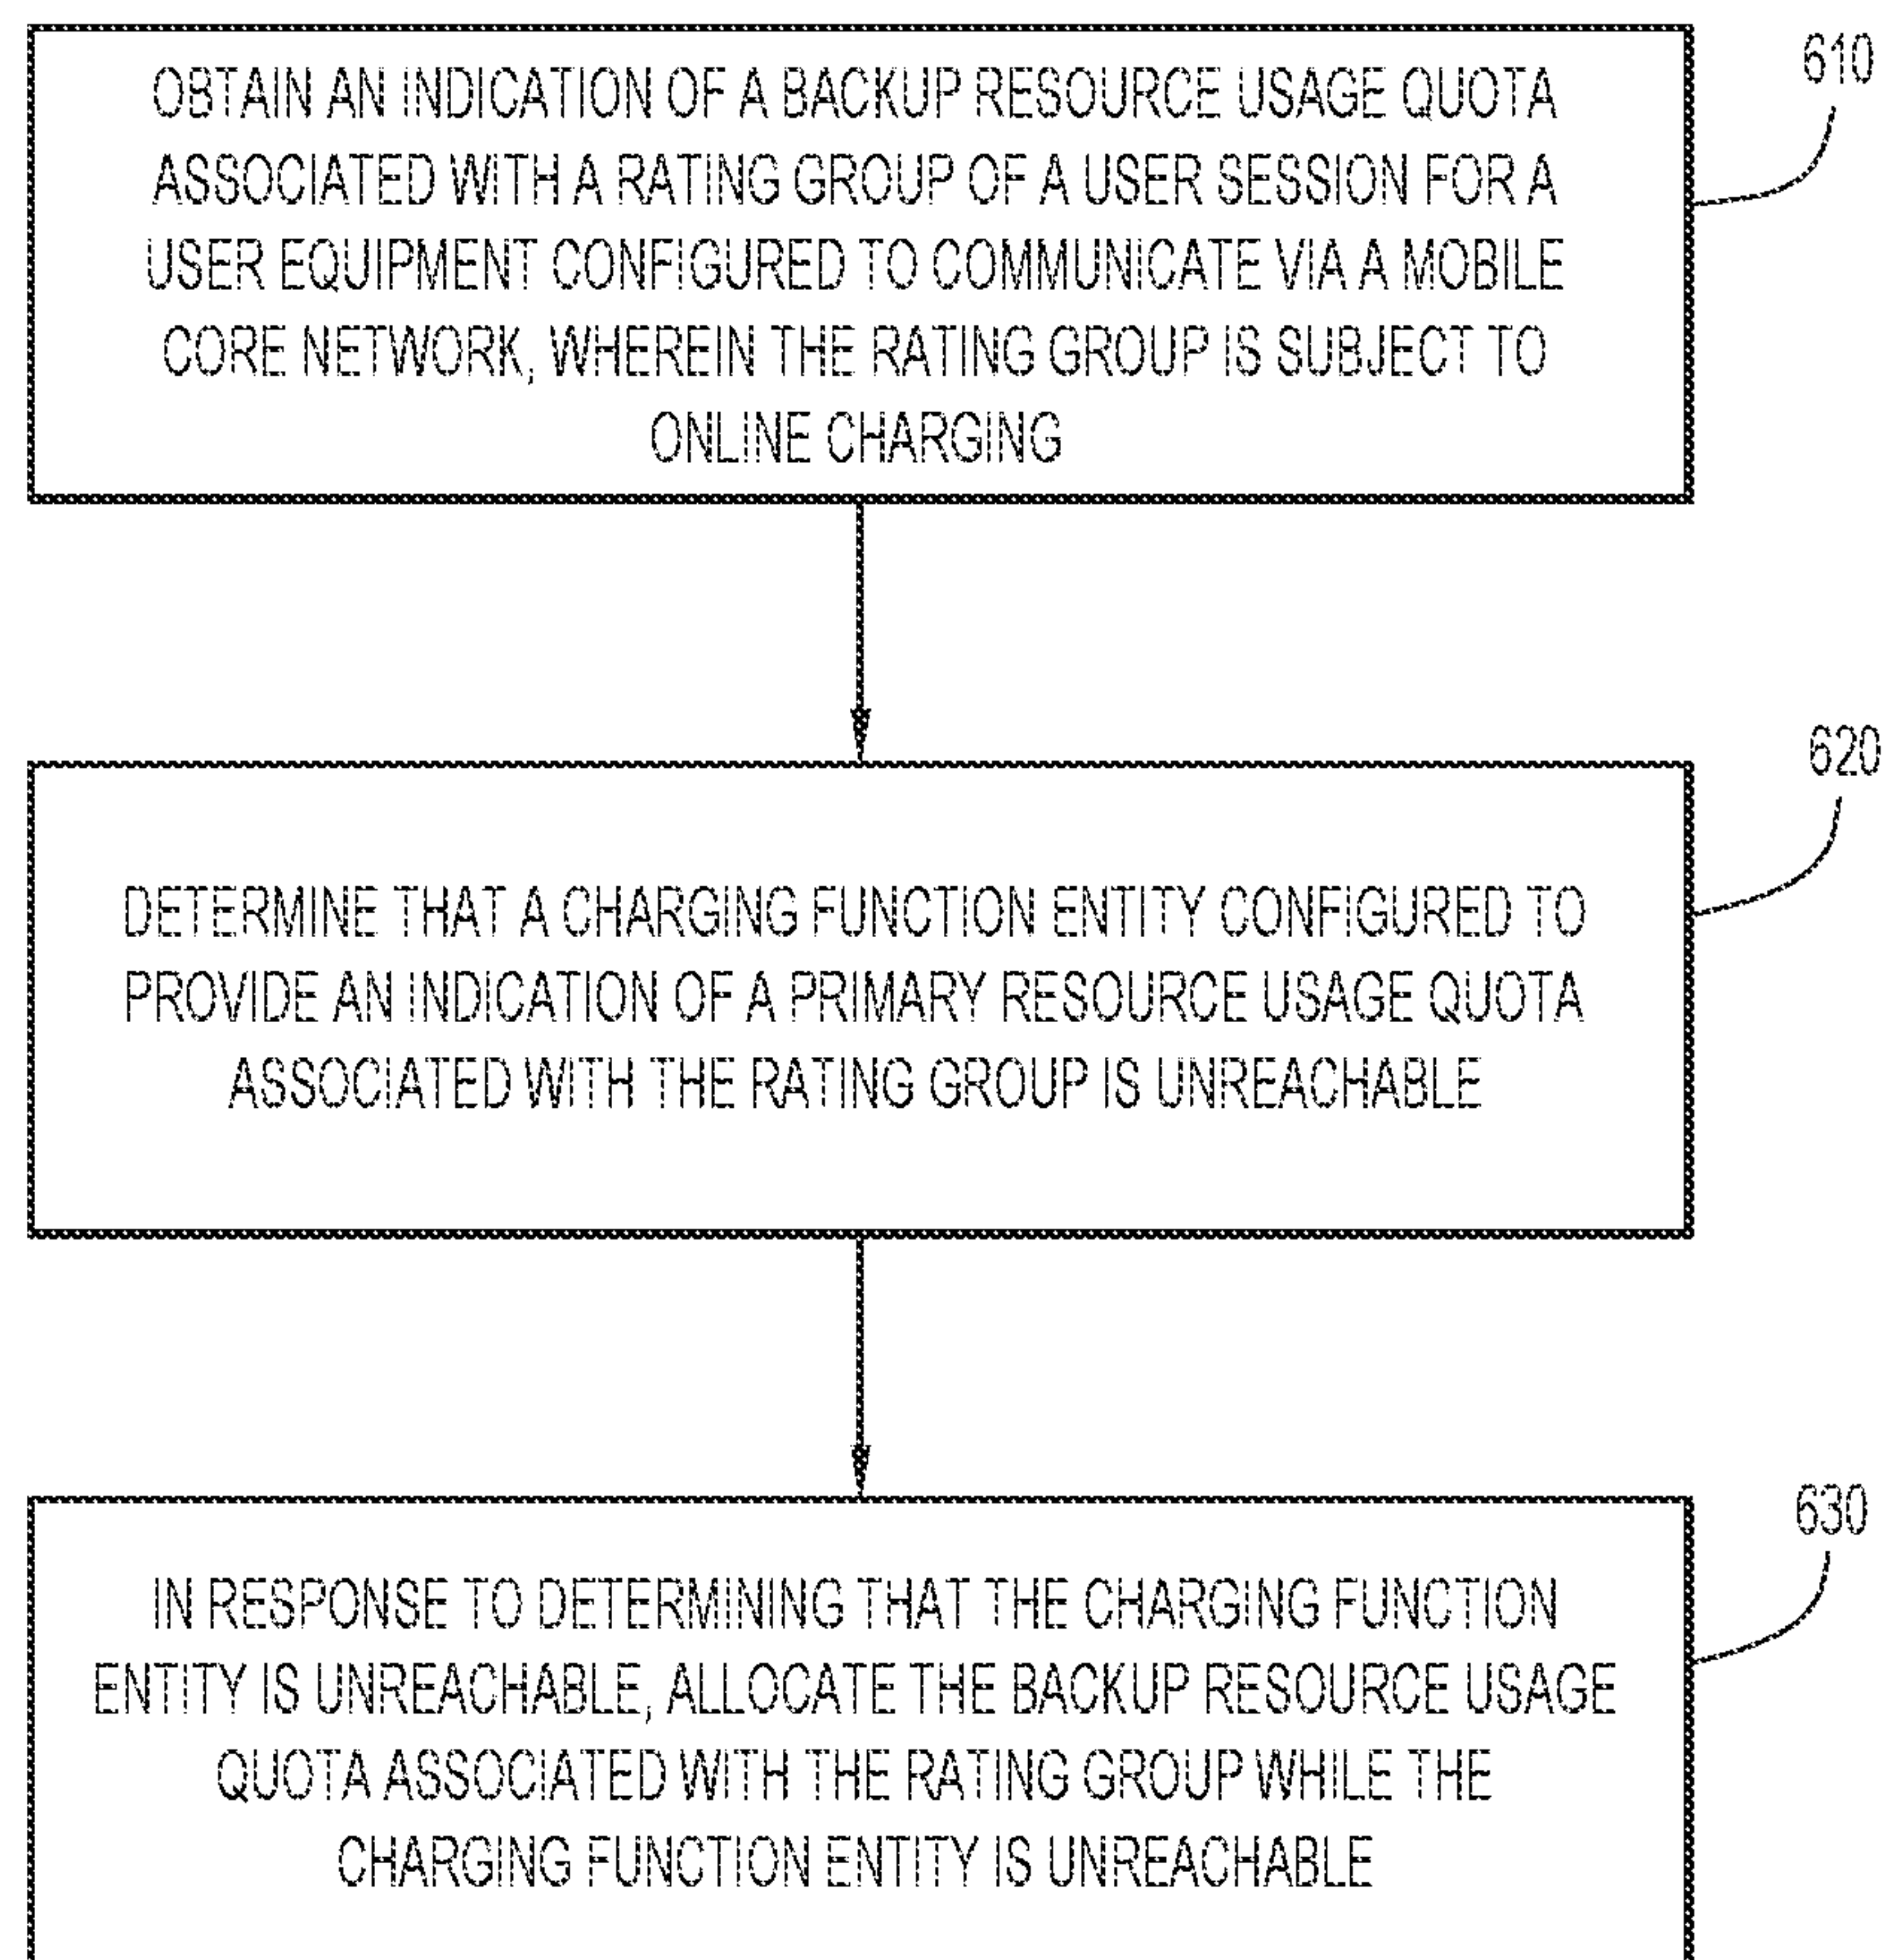 OBTAIN AN INDICATION OF A BACKUP RESOURCE USAGE QUOTA
ASSOCIATED WITH A RATING GROUP OF A USER SESSION FOR A
USER EQUIPMENT CONFIGURED TO COMMUNICATE VIA A MOBILE
CORE NETWORK, WHEREIN THE RATING GROUP IS SUBJECT TO
ONLINE CHARGING
610
DETERMINE THAT A CHARGING FUNCTION ENTITY CONFIGURED TO
PROVIDE AN INDICATION OF A PRIMARY RESOURCE USAGE QUOTA
ASSOCIATED WITH THE RATING GROUP IS UNREACHABLE
620
IN RESPONSE TO DETERMINING THAT THE CHARGING FUNCTION
ENTITY IS UNREACHABLE, ALLOCATE THE BACKUP RESOURCE USAGE
QUOTA ASSOCIATED WITH THE RATING GROUP WHILE THE
CHARGING FUNCTION ENTITY IS UNREACHABLE
630